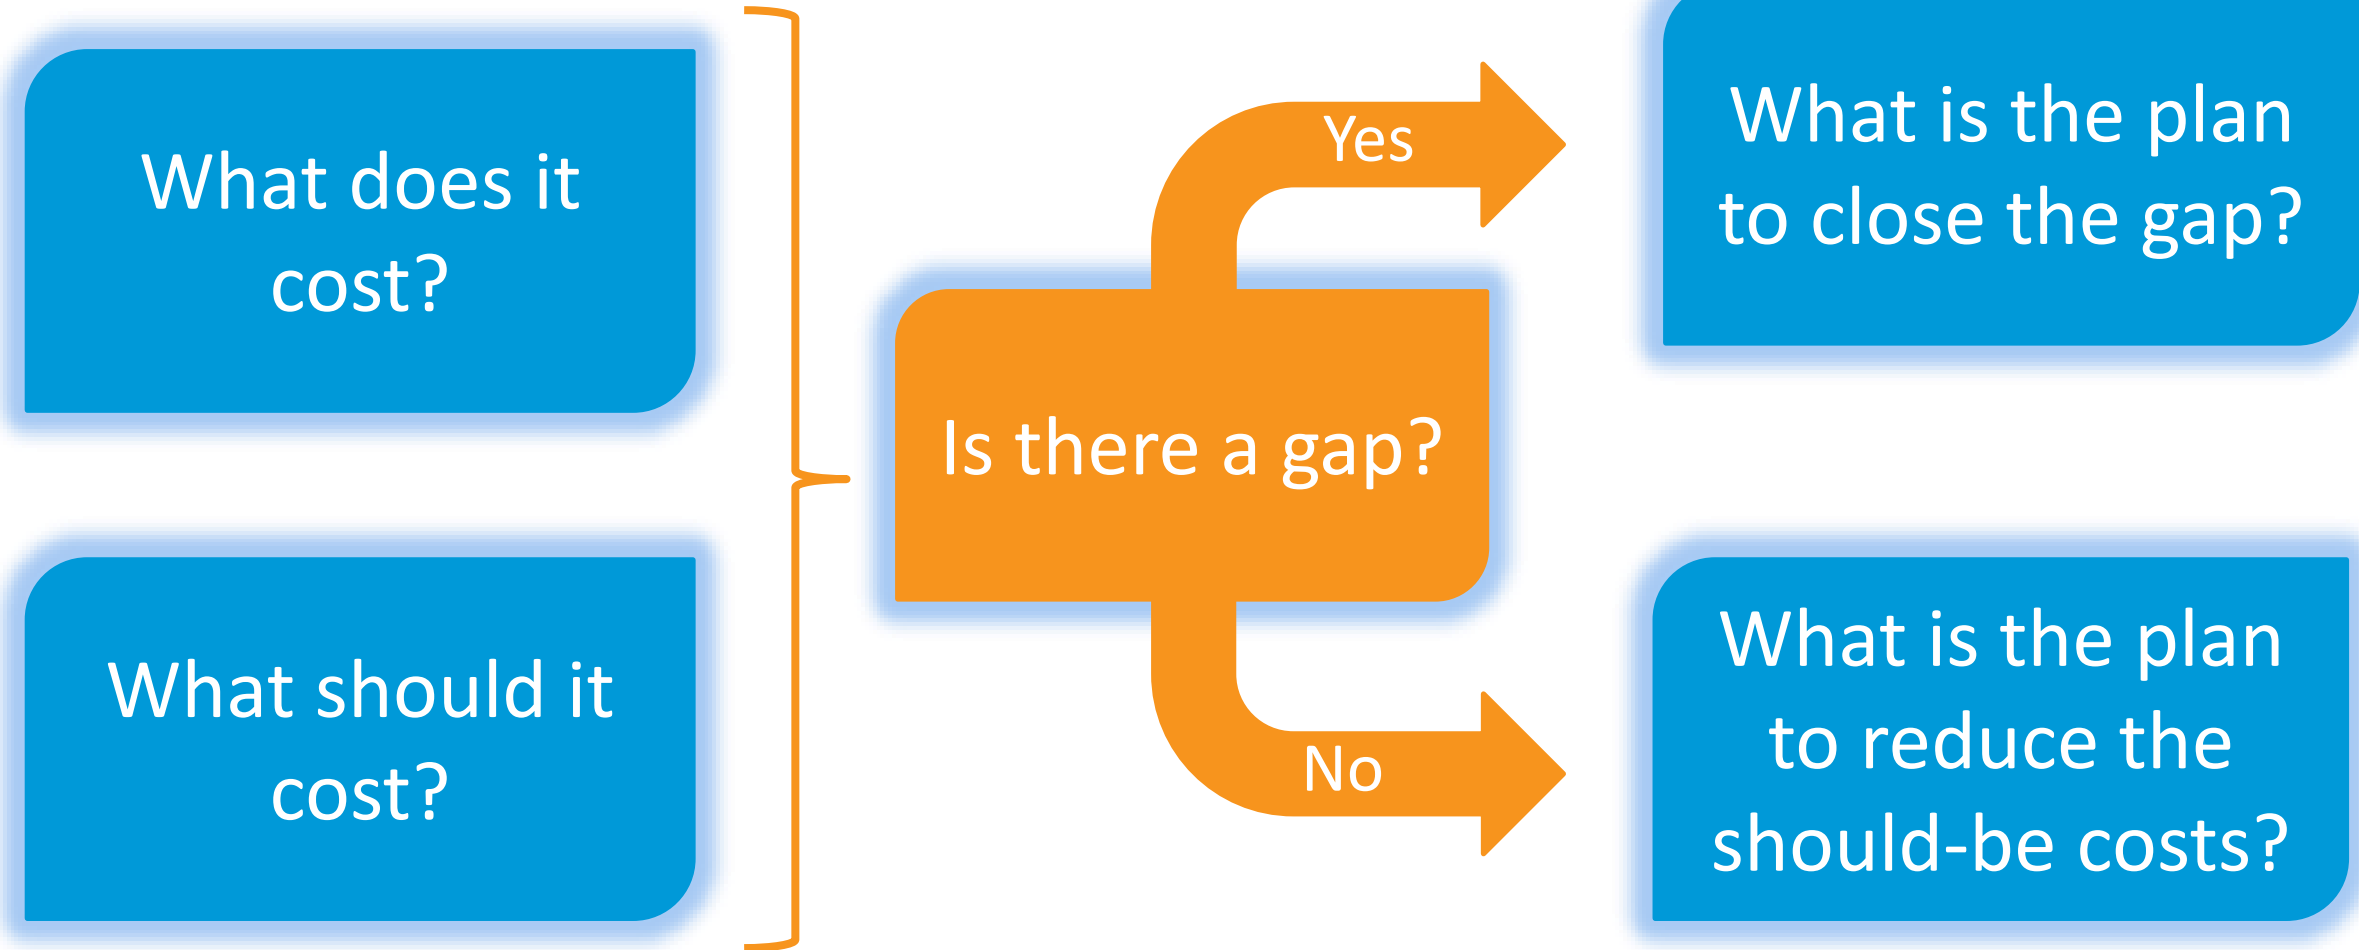 What does it
cost?
What should it
cost?
Is there a gap?
Yes
What is the plan
to close the gap?
No
What is the plan
to reduce the
should-be costs?